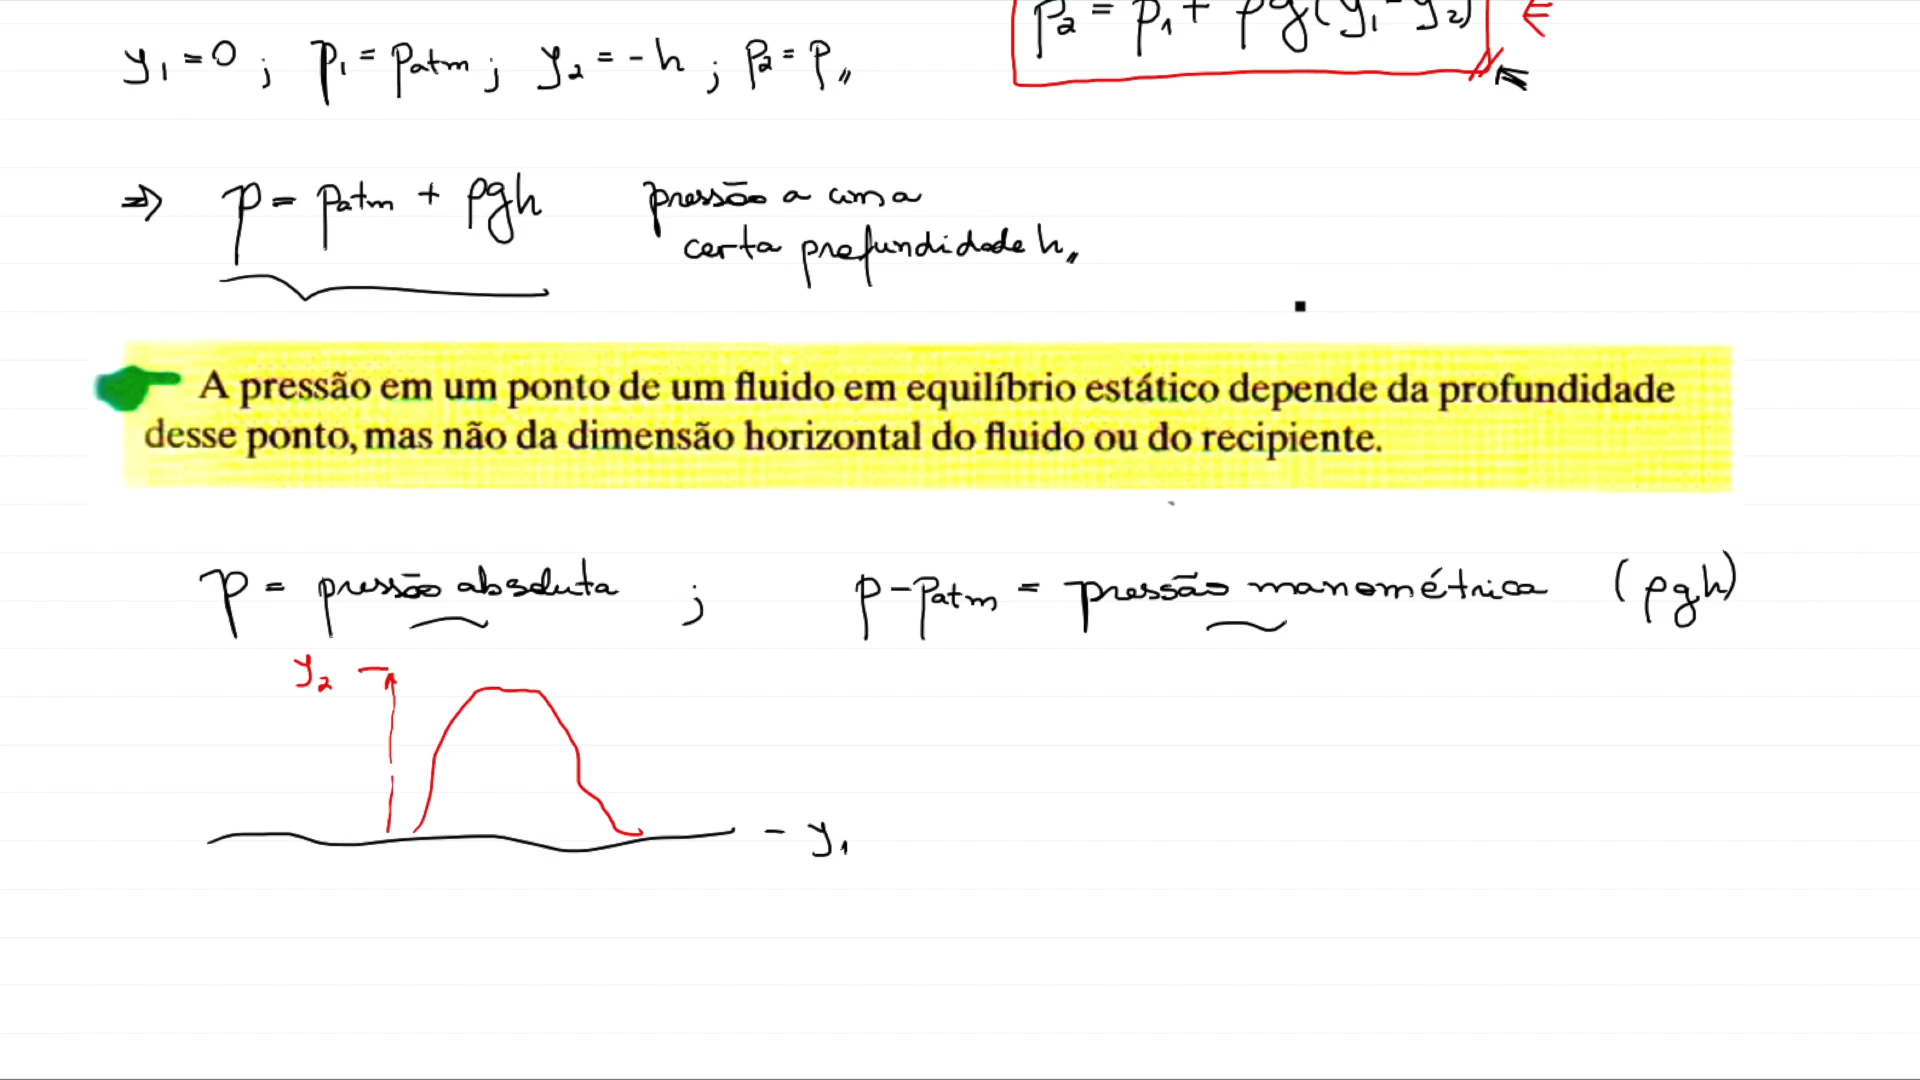 p₂ = p₁ + ρg(y₁-y₂)
y₁ = 0 ; p₁ = patm ; y₂ = - h ; p₂ = p
⇒ p = patm + ρgh pressão a uma
certa profundidade h
A pressão em um ponto de um fluido em equilíbrio estático depende da profundidade
desse ponto, mas não da dimensão horizontal do fluido ou do recipiente.
p = pressão absoluta ; p - patm = pressão manométrica (ρgh)
y₂
- y₁